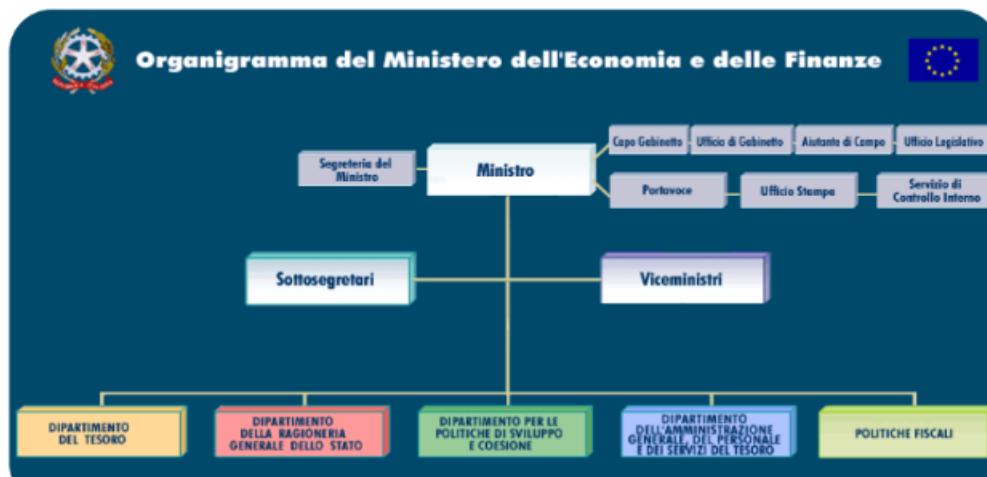 Organigramma del Ministero dell'Economia e delle Finanze
Capo Gabinetto
Ufficio di Gabinetto
Aiutante di Campo
Ufficio Legislativo
Segreteria del
Ministro
Ministro
Portavoce
Ufficio Stampa
Servizio di
Controllo Interno
Sottosegretari
Viceministri
DIPARTIMENTO
DEL TESORO
DIPARTIMENTO
DELLA RAGIONERIA
GENERALE DELLO STATO
DIPARTIMENTO PER LE
POLITICHE DI SVILUPPO
E COESIONE
DIPARTIMENTO
DELL'AMMINISTRAZIONE
GENERALE, DEL PERSONALE
E DEI SERVIZI DEL TESORO
POLITICHE FISCALI